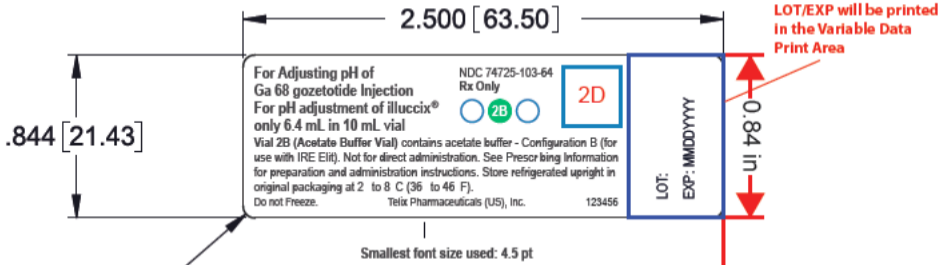 2.500 [63.50]
LOT/EXP will be printed
in the Variable Data
Print Area
.844 [21.43]
For Adjusting pH of
Ga 68 gozetotide Injection
For pH adjustment of illuccix®
only 6.4 mL in 10 mL vial
NDC 74725-103-64
Rx Only
2B
2D
Vial 2B (Acetate Buffer Vial) contains acetate buffer - Configuration B (for
use with IRE Elit). Not for direct administration. See Prescr bing Information
for preparation and administration instructions. Store refrigerated upright in
original packaging at 2 to 8 C (36 to 46 F).
Do not Freeze.
Telix Pharmaceuticals (US), Inc.
123456
LOT:
EXP: MMDDYYYY
0.84 in
Smallest font size used: 4.5 pt